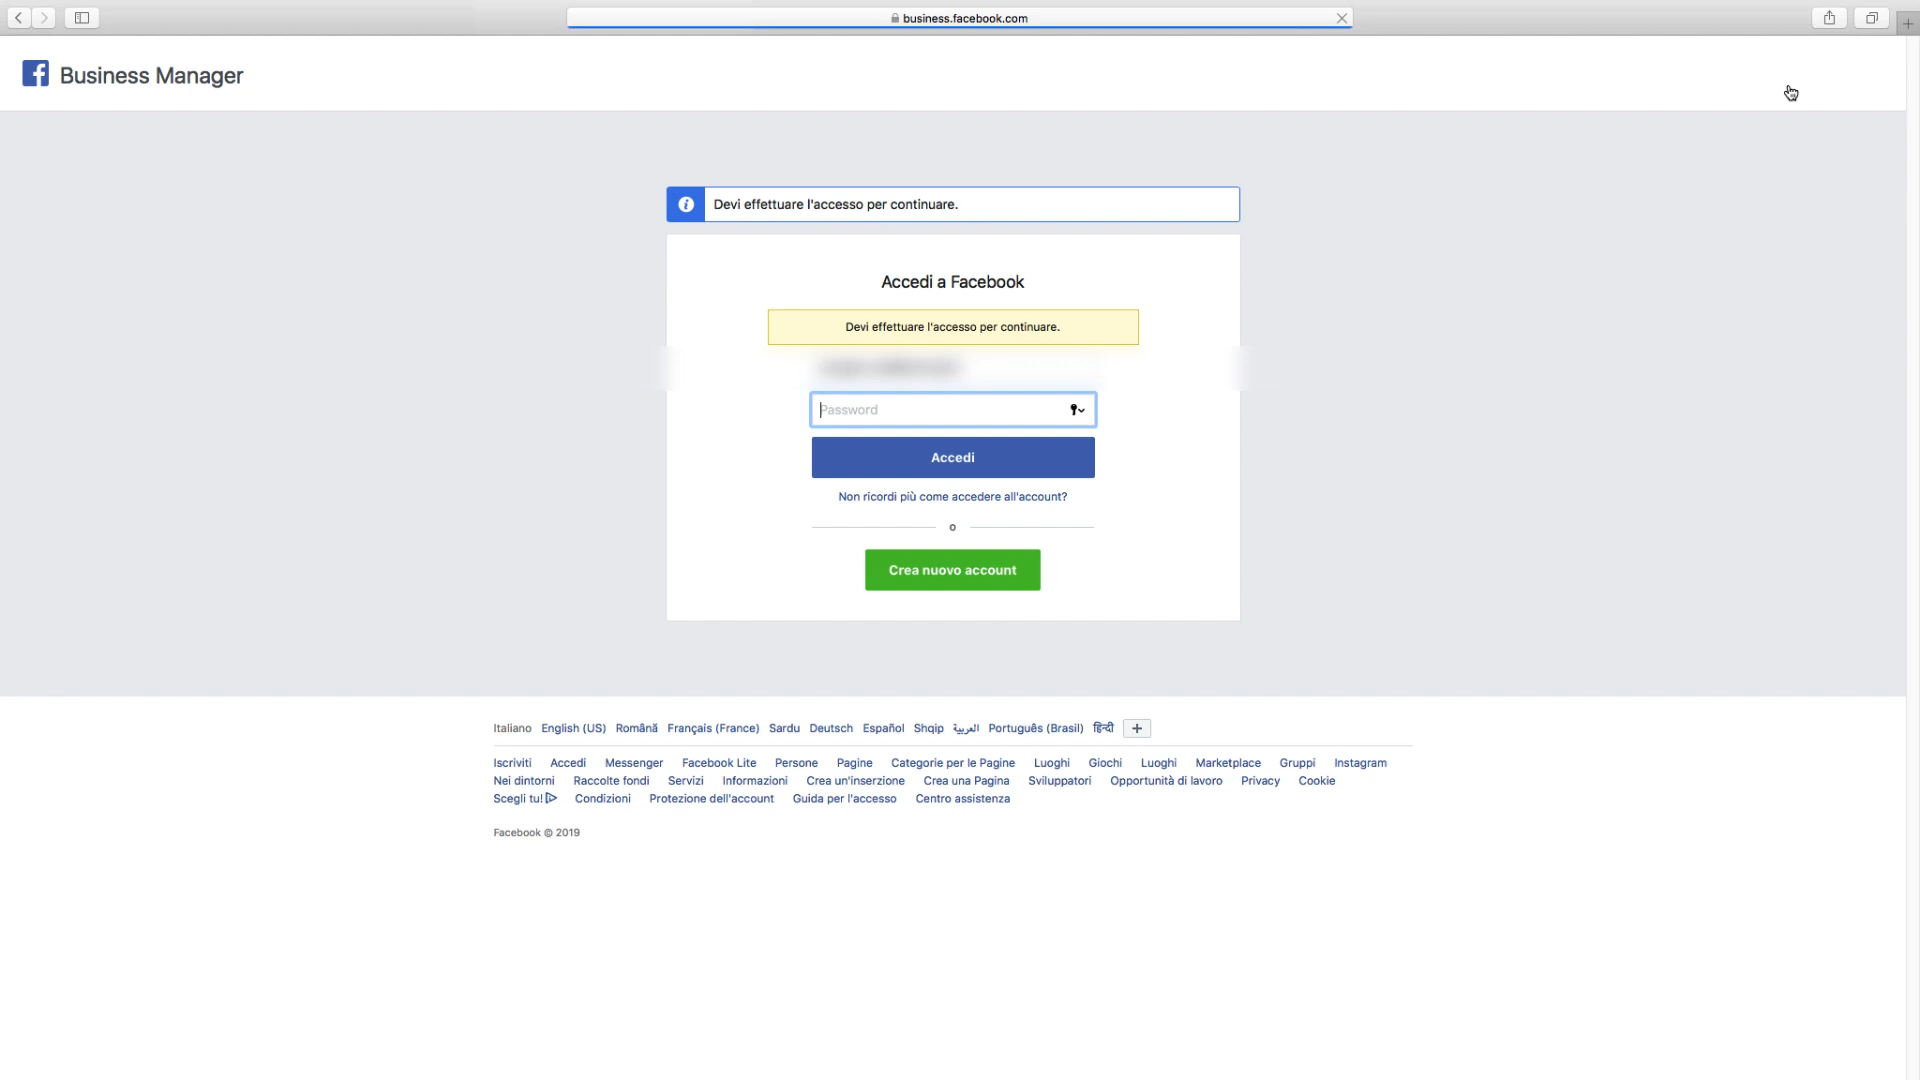 business.facebook.com
Business Manager
Devi effettuare l'accesso per continuare.
Accedi a Facebook
Devi effettuare l'accesso per continuare.
Password
Accedi
Non ricordi più come accedere all'account?
o
Crea nuovo account
Italiano English (US) Română Français (France) Sardu Deutsch Español Shqip العربية Português (Brasil) हिन्दी
Iscriviti Accedi Messenger Facebook Lite Persone Pagine Categorie per le Pagine Luoghi Giochi Luoghi Marketplace Gruppi Instagram
Nei dintorni Raccolte fondi Servizi Informazioni Crea un'inserzione Crea una Pagina Sviluppatori Opportunità di lavoro Privacy Cookie
Scegli tu! Condizioni Protezione dell'account Guida per l'accesso Centro assistenza
Facebook © 2019